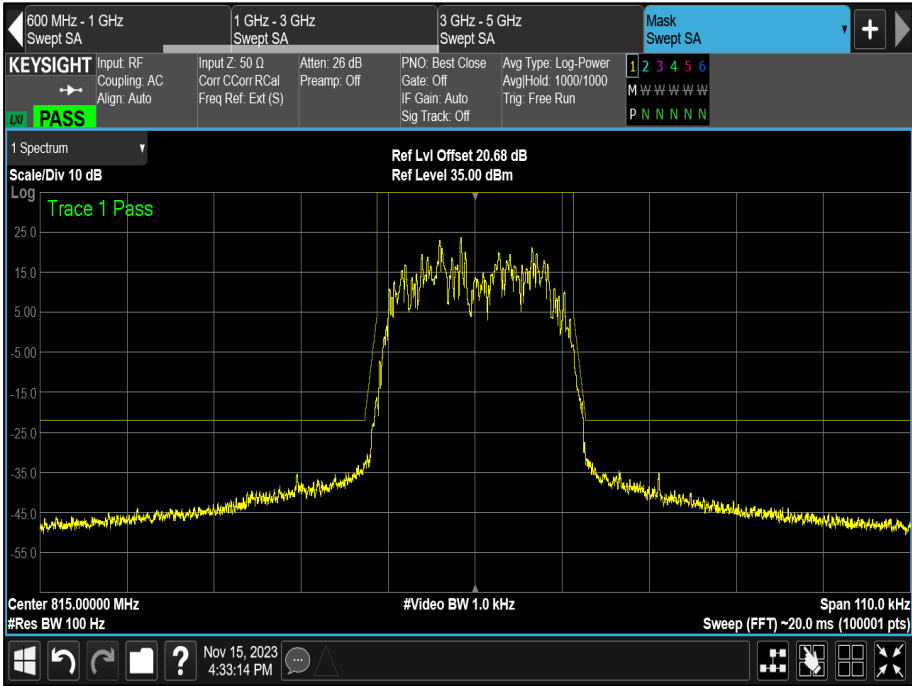 600 MHz - 1 GHz
Swept SA
1 GHz - 3 GHz
Swept SA
3 GHz - 5 GHz
Swept SA
Mask
Swept SA
+
KEYSIGHT
LXI
PASS
Input: RF
Coupling: AC
Align: Auto
Input Z: 50 Ω
Corr CCorr RCal
Freq Ref: Ext (S)
Atten: 26 dB
Preamp: Off
PNO: Best Close
Gate: Off
IF Gain: Auto
Sig Track: Off
Avg Type: Log-Power
Avg|Hold: 1000/1000
Trig: Free Run
1 2 3 4 5 6
M W W W W W
P N N N N N
1 Spectrum
Scale/Div 10 dB
Ref Lvl Offset 20.68 dB
Ref Level 35.00 dBm
Log
Trace 1 Pass
25.0
15.0
5.00
-5.00
-15.0
-25.0
-35.0
-45.0
-55.0
Center 815.00000 MHz
#Video BW 1.0 kHz
Span 110.0 kHz
#Res BW 100 Hz
Sweep (FFT) ~20.0 ms (100001 pts)
?
Nov 15, 2023
4:33:14 PM